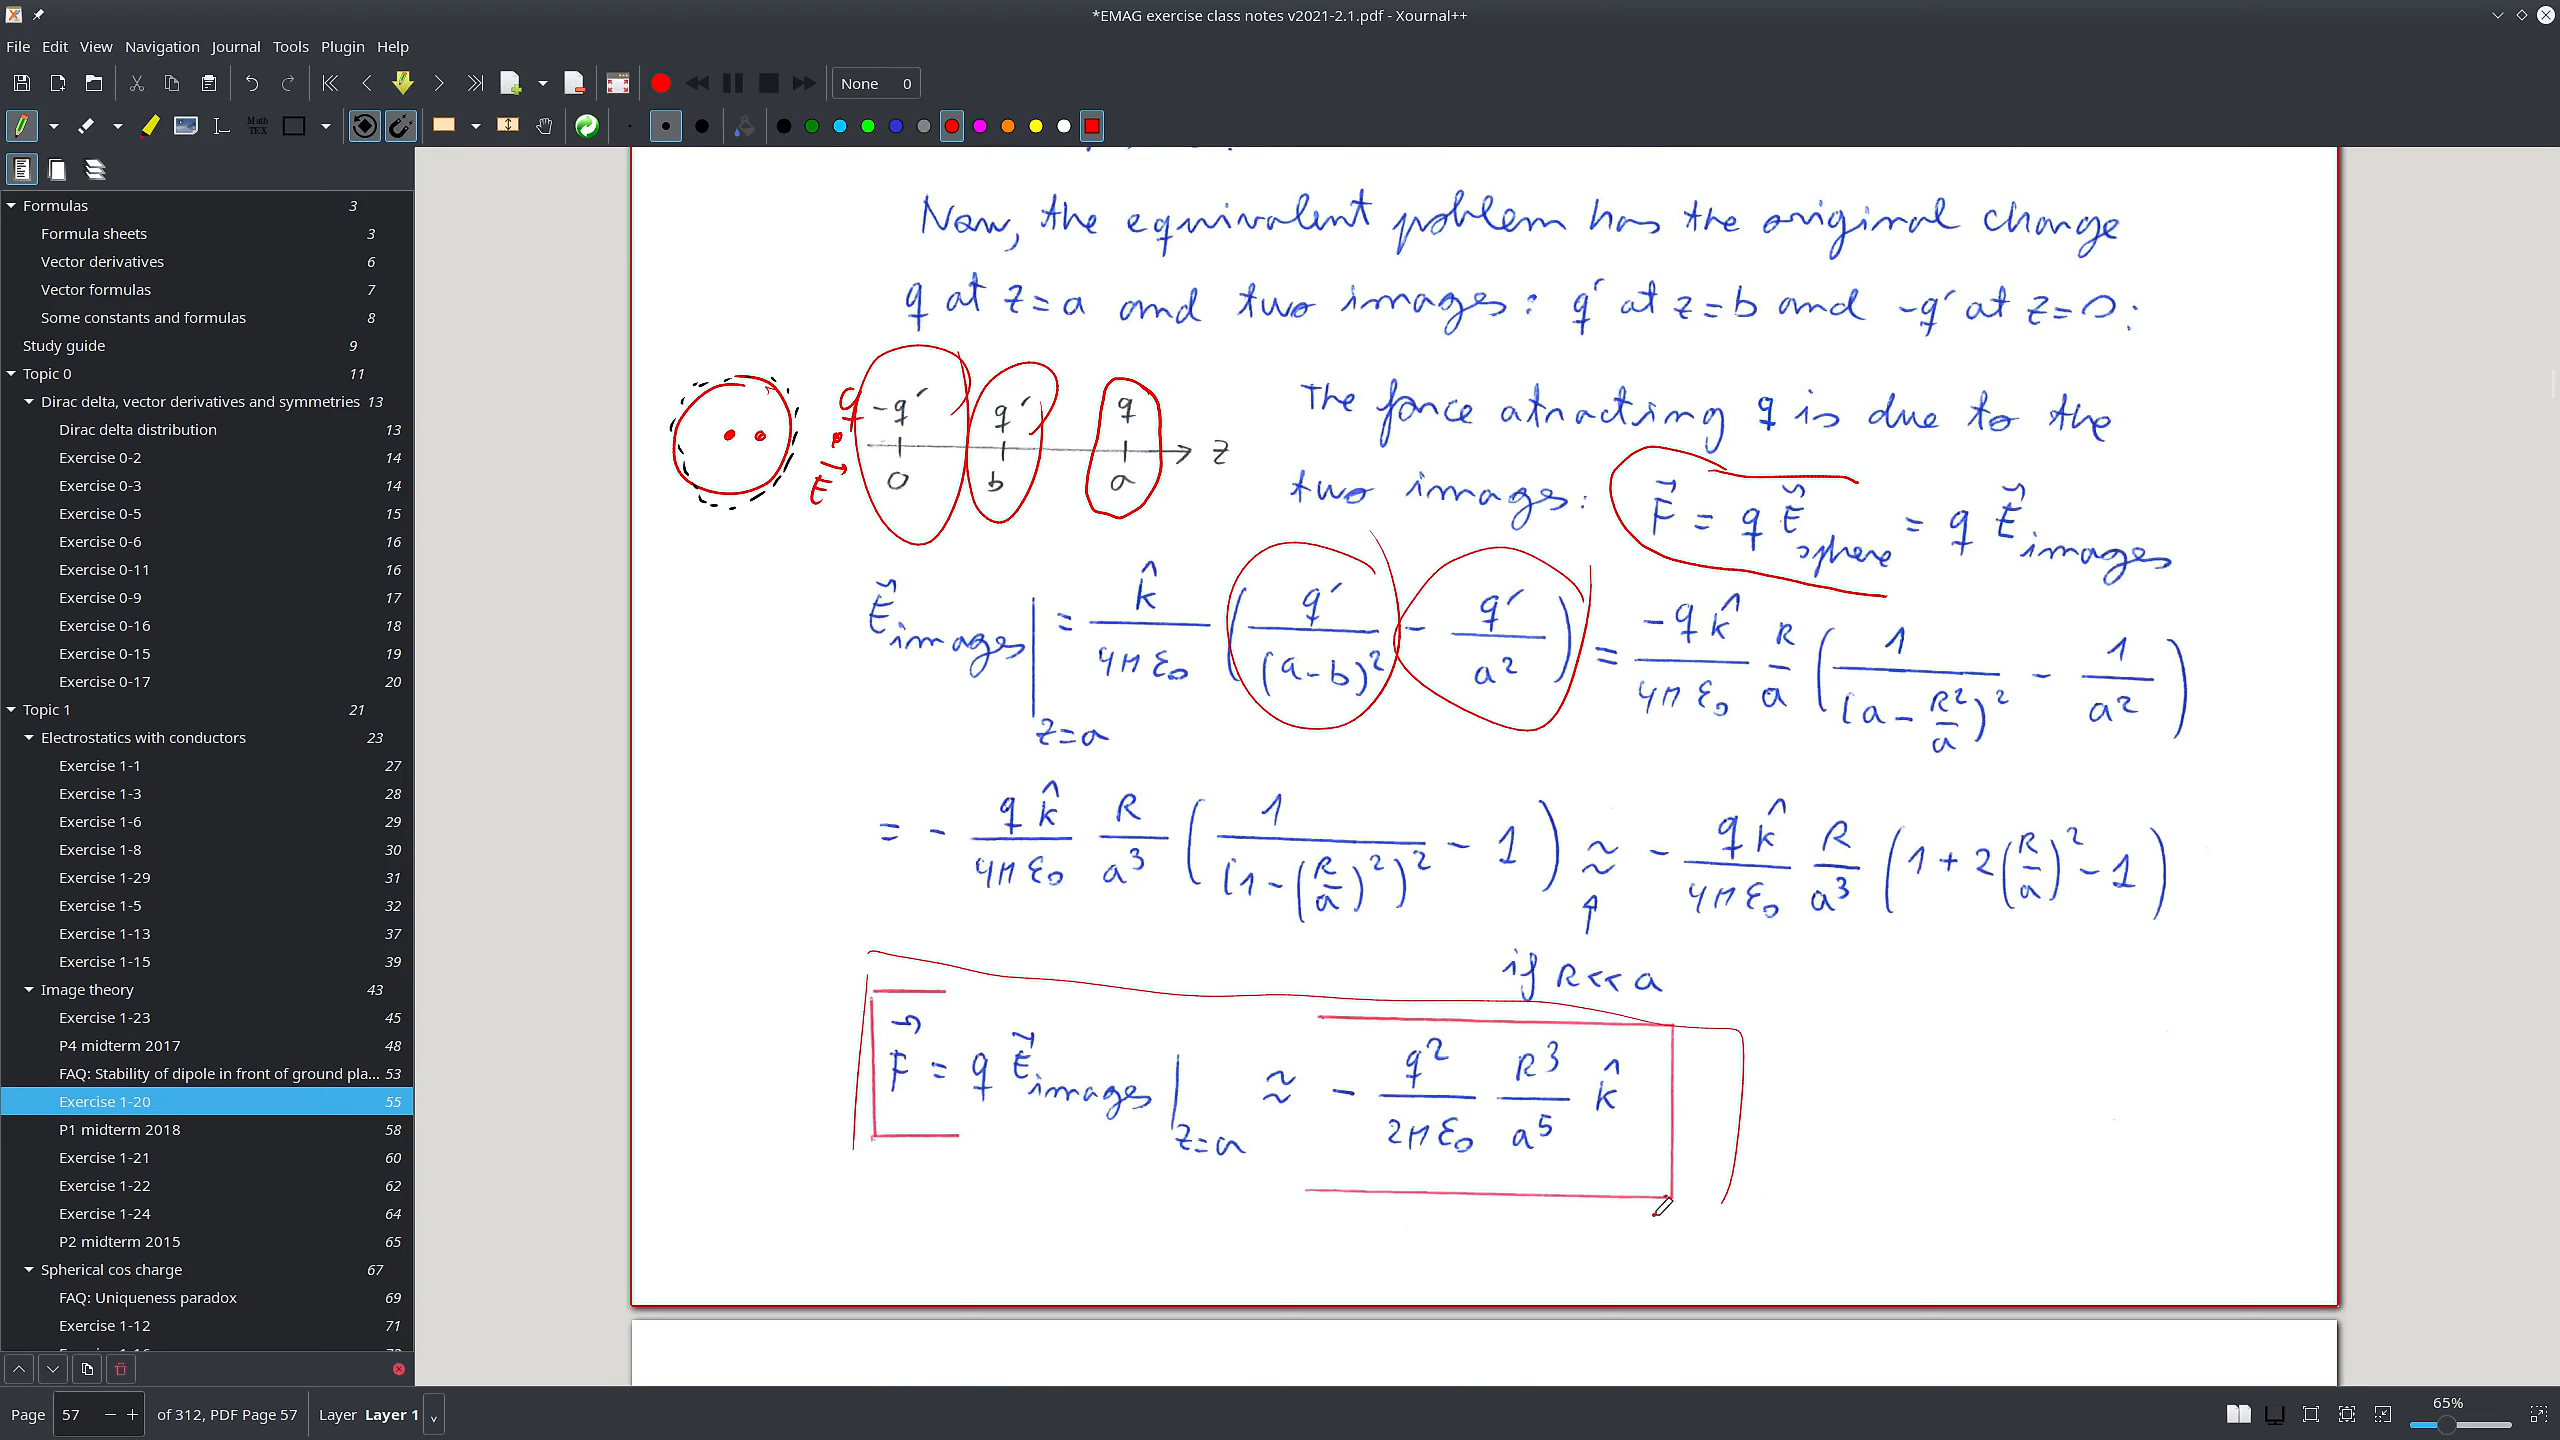 *EMAG exercise class notes v2021-2.1.pdf - Xournal++
File Edit View Navigation Journal Tools Plugin Help
None 0
Math TEX
Formulas 3
Formula sheets 3
Vector derivatives 6
Vector formulas 7
Some constants and formulas 8
Study guide 9
Topic 0 11
Dirac delta, vector derivatives and symmetries 13
Dirac delta distribution 13
Exercise 0-2 14
Exercise 0-3 14
Exercise 0-5 15
Exercise 0-6 16
Exercise 0-11 16
Exercise 0-9 17
Exercise 0-16 18
Exercise 0-15 19
Exercise 0-17 20
Topic 1 21
Electrostatics with conductors 23
Exercise 1-1 27
Exercise 1-3 28
Exercise 1-6 29
Exercise 1-8 30
Exercise 1-29 31
Exercise 1-5 32
Exercise 1-13 37
Exercise 1-15 39
Image theory 43
Exercise 1-23 45
P4 midterm 2017 48
FAQ: Stability of dipole in front of ground pla... 53
Exercise 1-20 55
P1 midterm 2018 58
Exercise 1-21 60
Exercise 1-22 62
Exercise 1-24 64
P2 midterm 2015 65
Spherical cos charge 67
FAQ: Uniqueness paradox 69
Exercise 1-12 71
Now, the equivalent problem has the original charge
q at z=a and two images: q′ at z=b and -q′ at z=0:
q -q′ q′ q z
E⃗ 0 b a
The force atracting q is due to the
two images: F⃗ = q E⃗sphere = q E⃗images
E⃗images|z=a = k̂/4πε₀ (q′/(a-b)² - q′/a²) = -q k̂/4πε₀ R/a (1/(a-R²/a)² - 1/a²)
= - q k̂/4πε₀ R/a³ (1/(1-(R/a)²)² - 1) ≈ - q k̂/4πε₀ R/a³ (1+2(R/a)²-1)
↑
if R<<a
F⃗ = q E⃗images|z=a ≈ - q²/2πε₀ R³/a⁵ k̂
Page 57 - + of 312, PDF Page 57 Layer Layer 1 65%